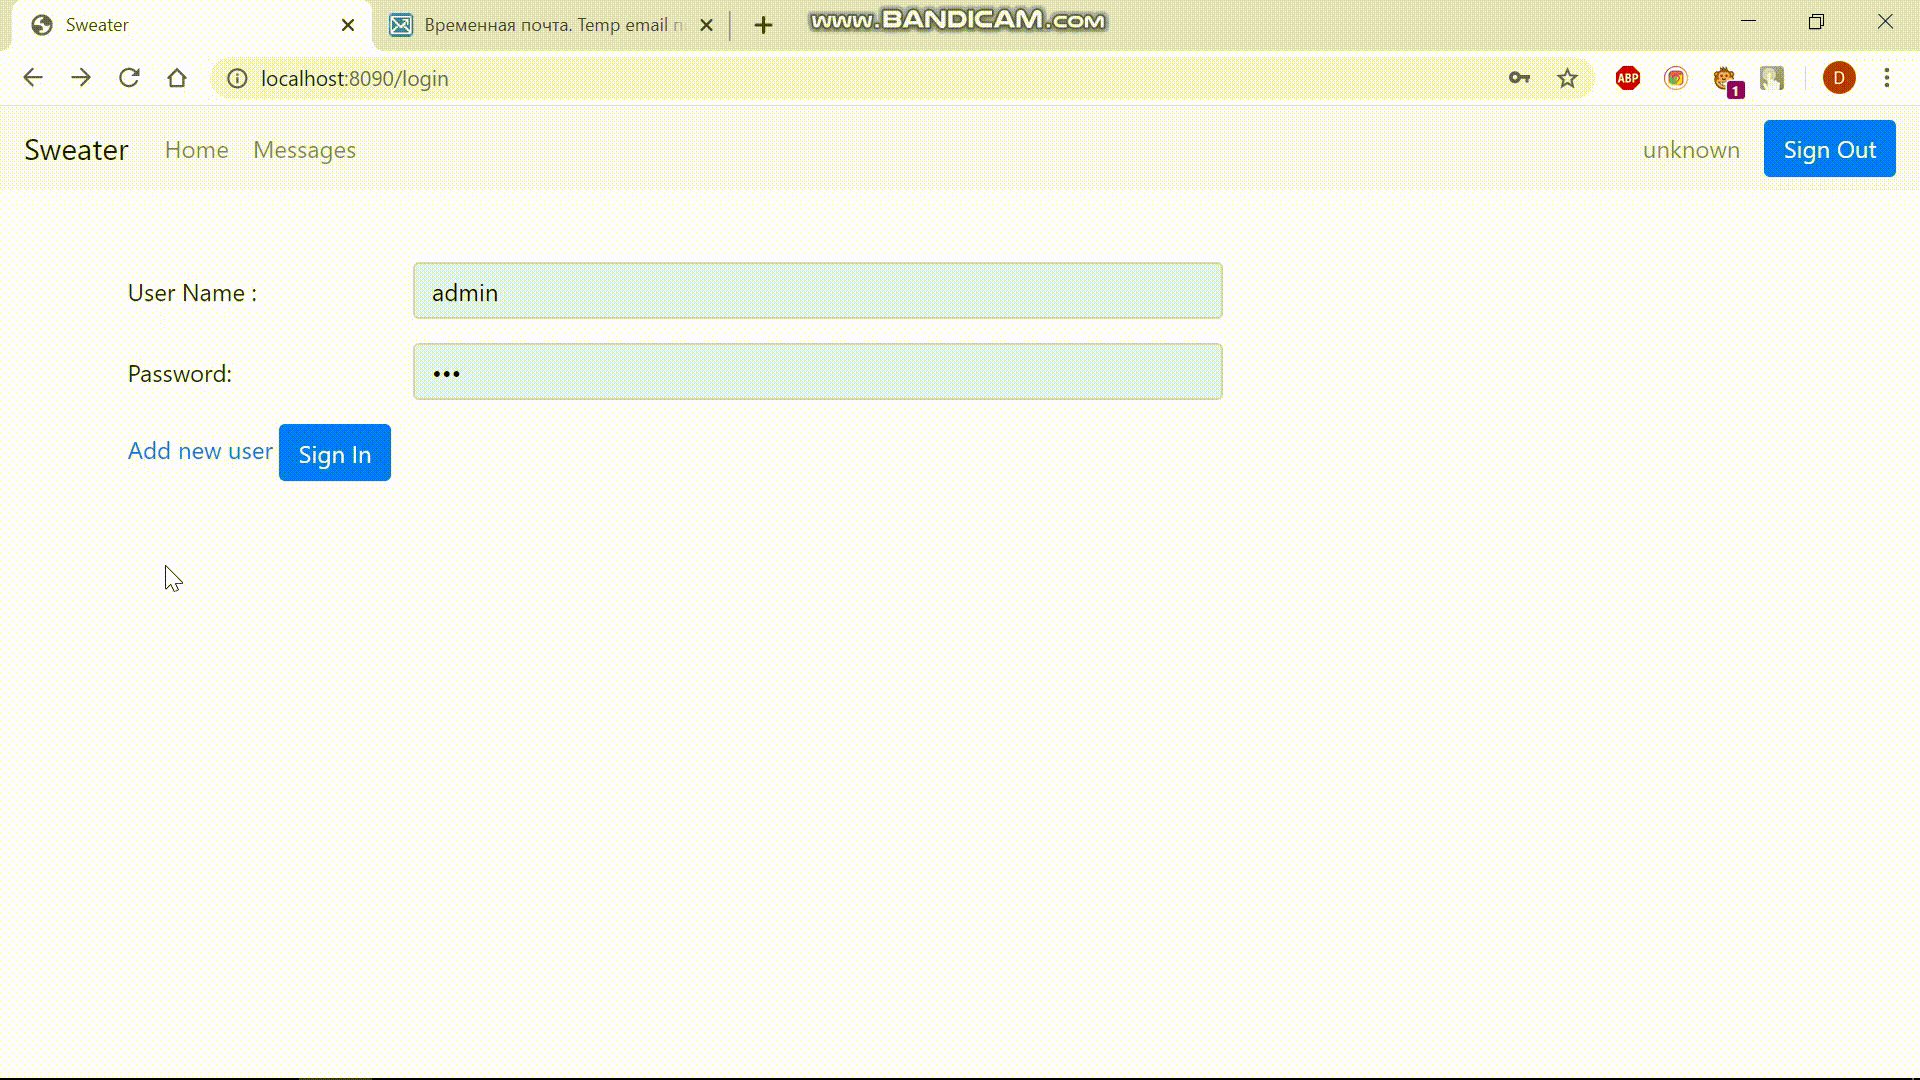 Sweater
Временная почта. Temp email
www.BANDICAM.com
localhost:8090/login
ABP
1
D
Sweater
Home
Messages
unknown
Sign Out
User Name :
admin
Password:
•••
Add new user
Sign In